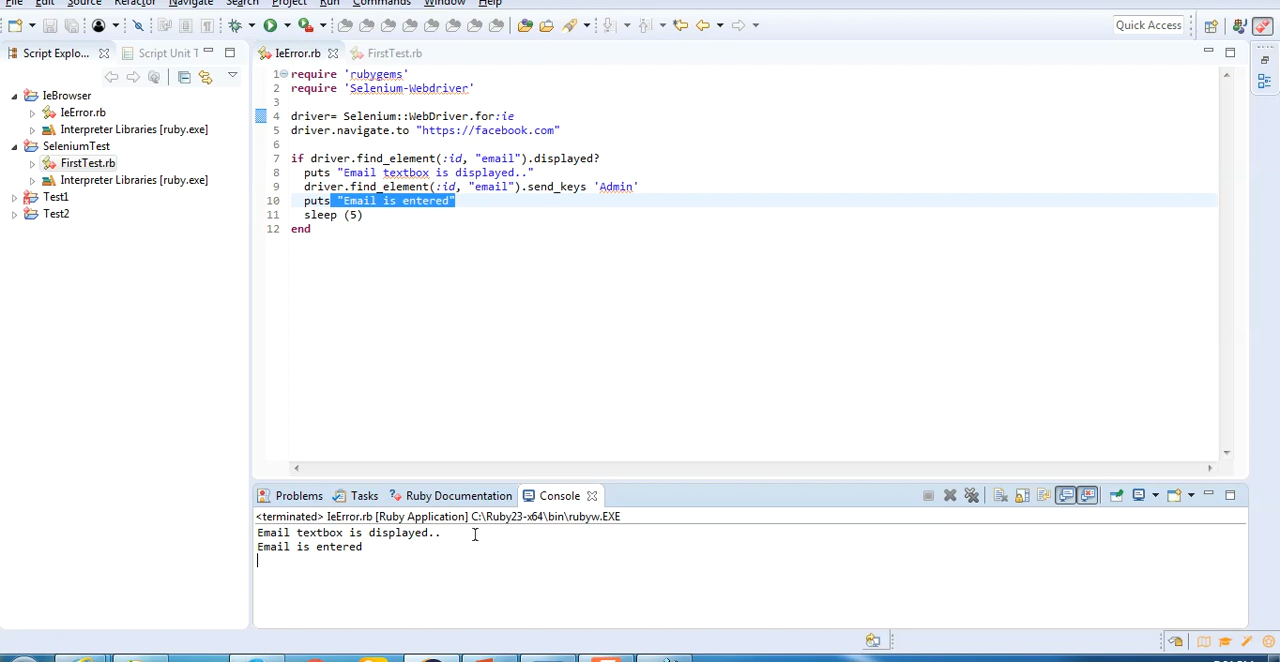 File Edit Source Refactor Navigate Search Project Run Commands Window Help
Quick Access
Script Explo...
Script Unit T
IeError.rb
FirstTest.rb
IeBrowser
IeError.rb
Interpreter Libraries [ruby.exe]
SeleniumTest
FirstTest.rb
Interpreter Libraries [ruby.exe]
Test1
Test2
1 require 'rubygems'
2 require 'Selenium-Webdriver'
3
4 driver= Selenium::WebDriver.for:ie
5 driver.navigate.to "https://facebook.com"
6
7 if driver.find_element(:id, "email").displayed?
8 puts "Email textbox is displayed.."
9 driver.find_element(:id, "email").send_keys 'Admin'
10 puts "Email is entered"
11 sleep (5)
12 end
Problems Tasks Ruby Documentation Console
<terminated> IeError.rb [Ruby Application] C:\Ruby23-x64\bin\rubyw.EXE
Email textbox is displayed..
Email is entered